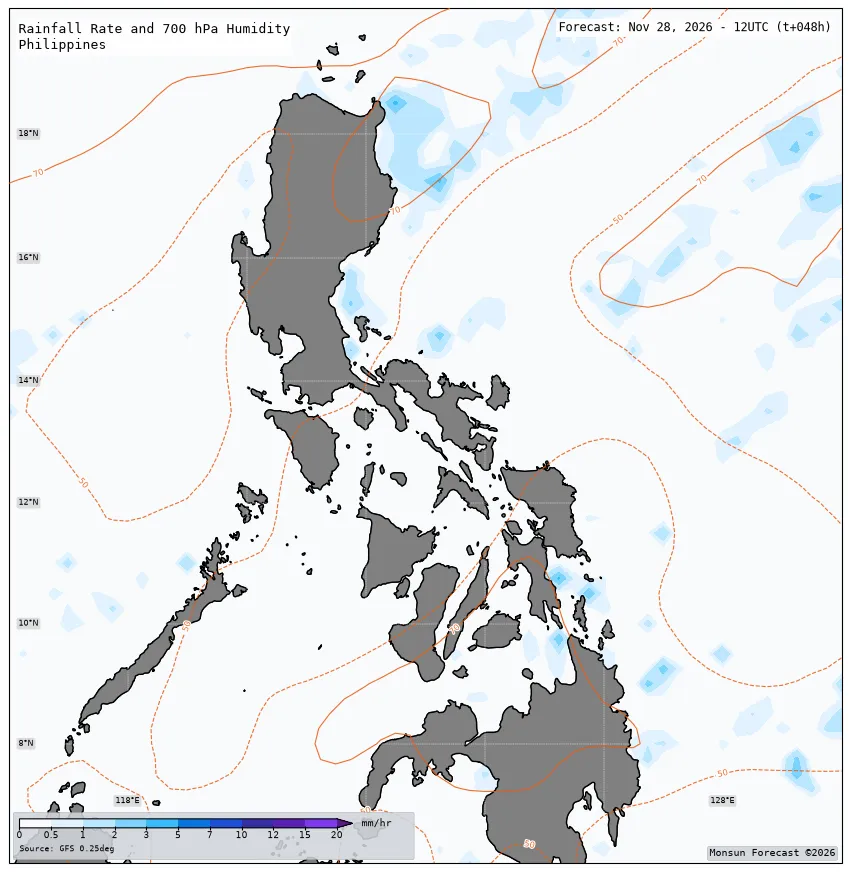 Rainfall Rate and 700 hPa Humidity
Philippines
Forecast: Nov 28, 2026 - 12UTC (t+048h)
70
70
18°N
70
70
50
16°N
14°N
50
12°N
10°N
50
70
8°N
50
118°E
128°E
50
0 0.5 1 2 3 5 7 10 12 15 20 mm/hr
Source: GFS 0.25deg
Monsun Forecast ©2026